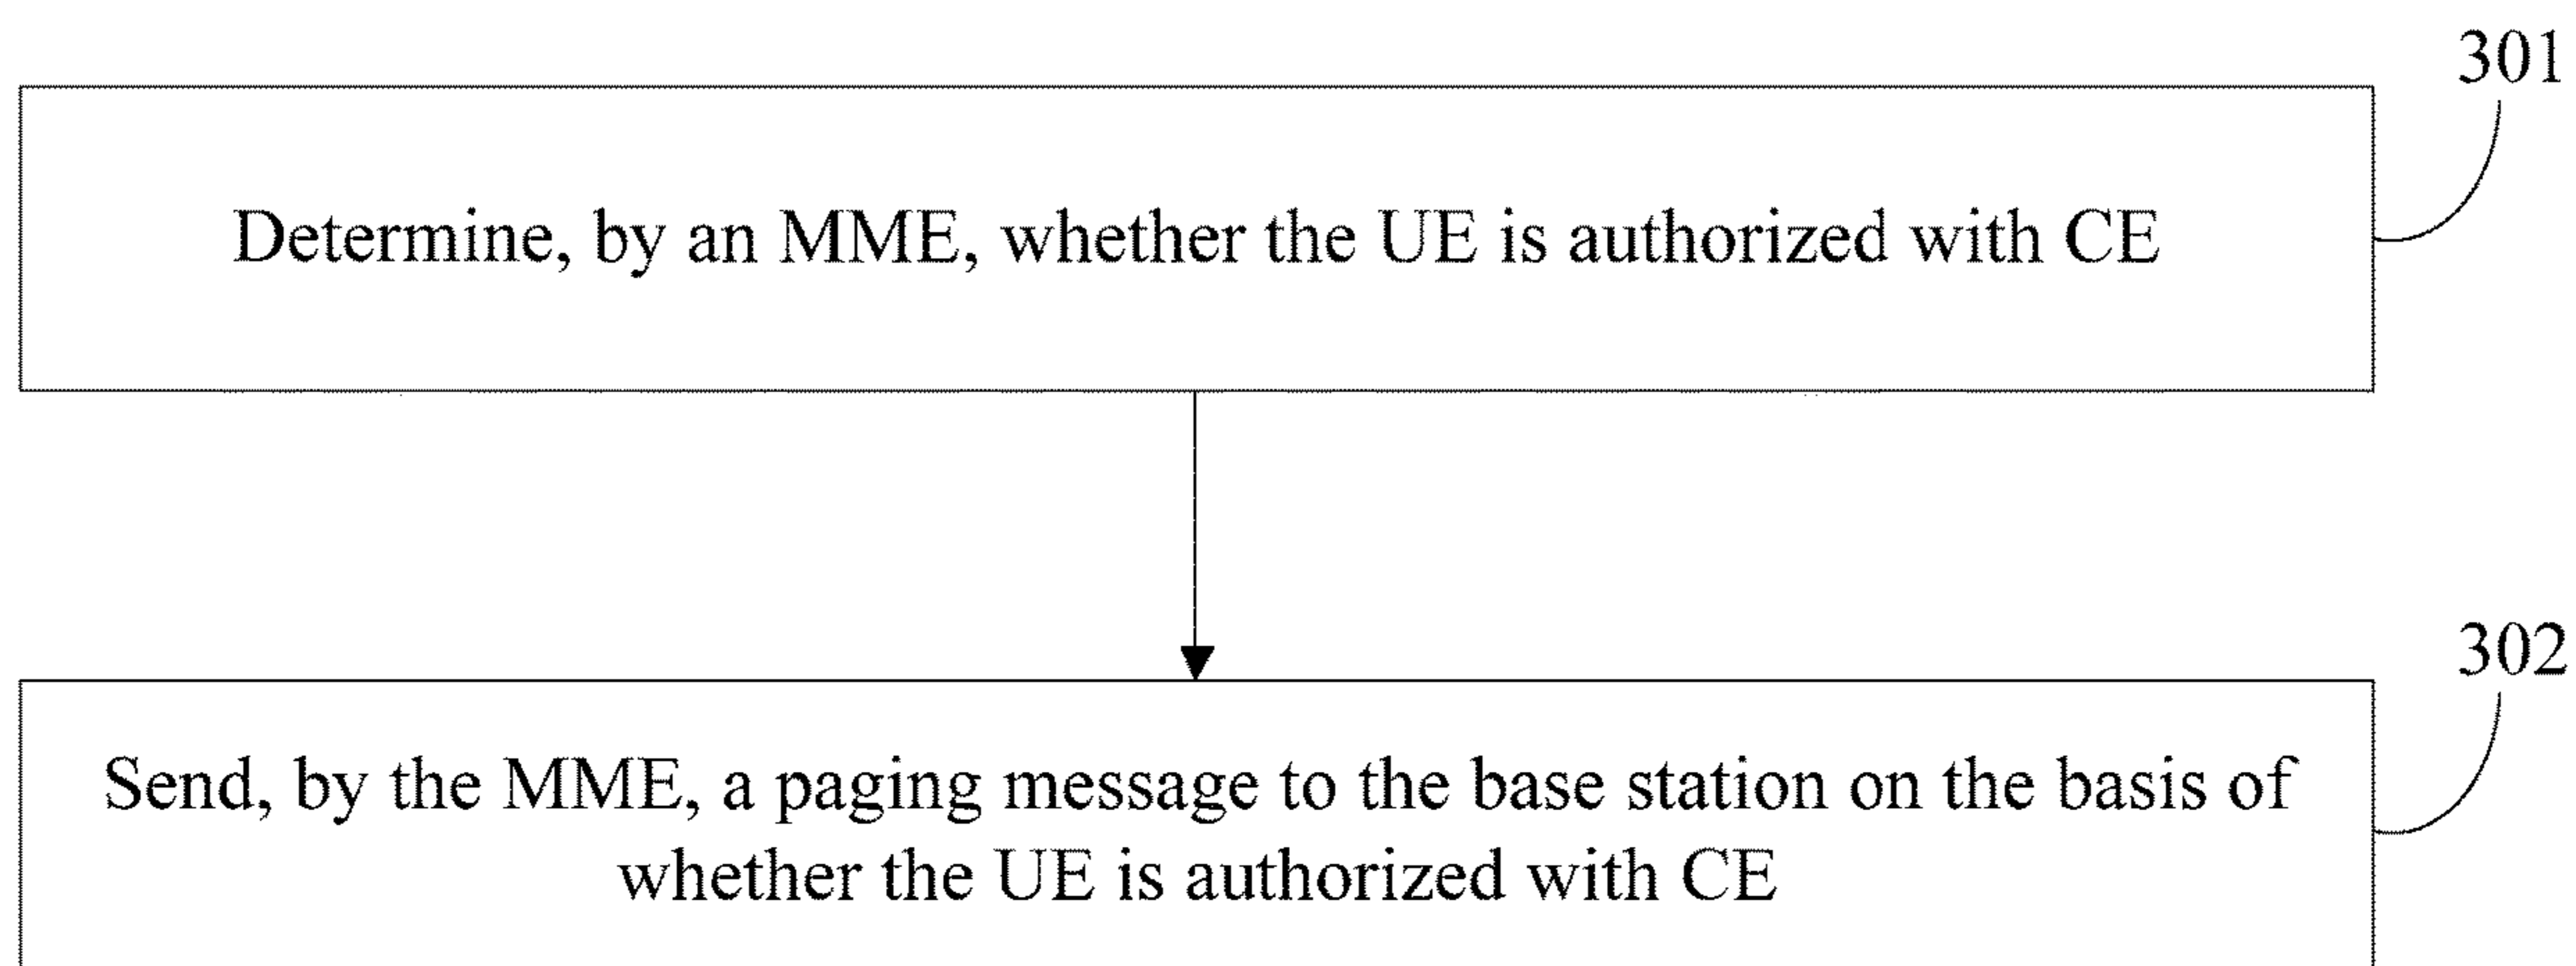 301
Determine, by an MME, whether the UE is authorized with CE
302
Send, by the MME, a paging message to the base station on the basis of
whether the UE is authorized with CE